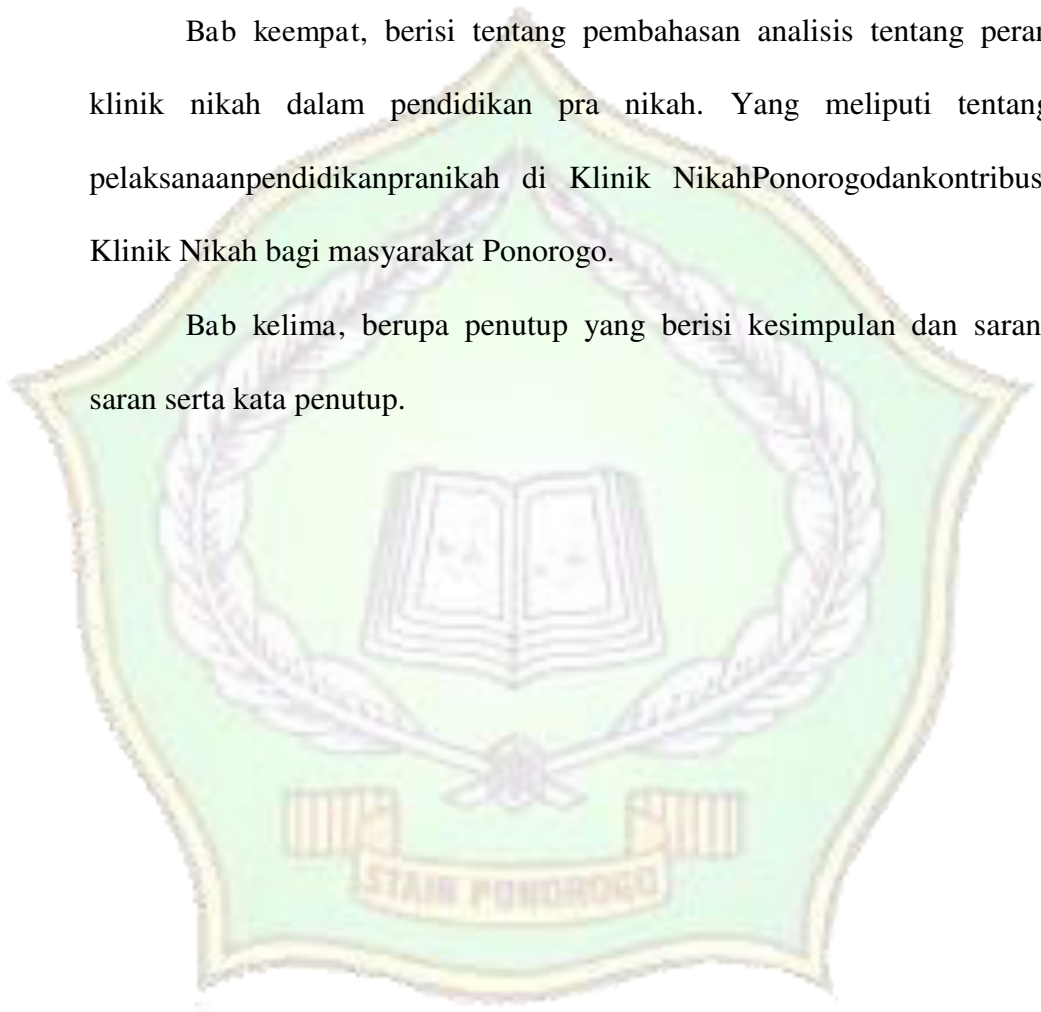 Bab keempat, berisi tentang pembahasan analisis tentang peran
klinik nikah dalam pendidikan pra nikah. Yang meliputi tentang
pelaksanaanpendidikanpranikah di Klinik NikahPonorogodankontribus
Klinik Nikah bagi masyarakat Ponorogo.
Bab kelima, berupa penutup yang berisi kesimpulan dan saran
saran serta kata penutup.
STAIN PONOROGO